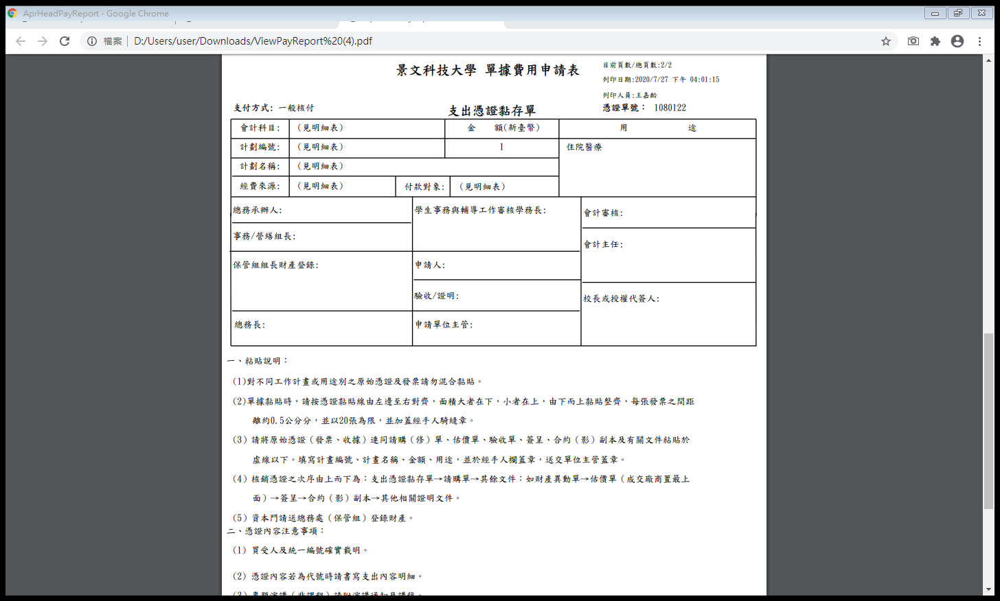 AprHeadPayReport - Google Chrome
檔案 D:/Users/user/Downloads/ViewPayReport%20(4).pdf
景文科技大學 單據費用申請表
目前頁數/總頁數:2/2
列印日期:2020/7/27 下午 04:01:15
列印人員:王嘉齡
支付方式: 一般核付
支出憑證黏存單
憑證單號： 1080122
會計科目: (見明細表) 金 額(新臺幣) 用 途
計劃編號: (見明細表) 1 住院醫療
計劃名稱: (見明細表)
經費來源: (見明細表) 付款對象: (見明細表)
總務承辦人: 學生事務與輔導工作審核學務長: 會計審核:
事務/營繕組長: 會計主任:
保管組組長財產登錄: 申請人:
驗收/證明: 校長或授權代簽人:
總務長: 申請單位主管:
一、粘貼說明：
(1)對不同工作計畫或用途別之原始憑證及發票請勿混合黏貼。
(2)單據黏貼時，請按憑證黏貼線由左邊至右對齊，面積大者在下，小者在上，由下而上黏貼整齊，每張發票之間距
離約0.5公分分，並以20張為限，並加蓋經手人騎縫章。
(3) 請將原始憑證（發票、收據）連同請購（修）單、估價單、驗收單、簽呈、合約（影）副本及有關文件粘貼於
虛線以下。填寫計畫編號、計畫名稱、金額、用途，並於經手人欄蓋章，送交單位主管蓋章。
(4) 核銷憑證之次序由上而下為：支出憑證黏存單→請購單→其餘文件：如財產異動單→估價單（成交廠商置最上
面）→簽呈→合約（影）副本→其他相關證明文件。
(5) 資本門請送總務處（保管組）登錄財產。
二、憑證內容注意事項：
(1) 買受人及統一編號確實載明。
(2) 憑證內容若為代號時請書寫支出內容明細。